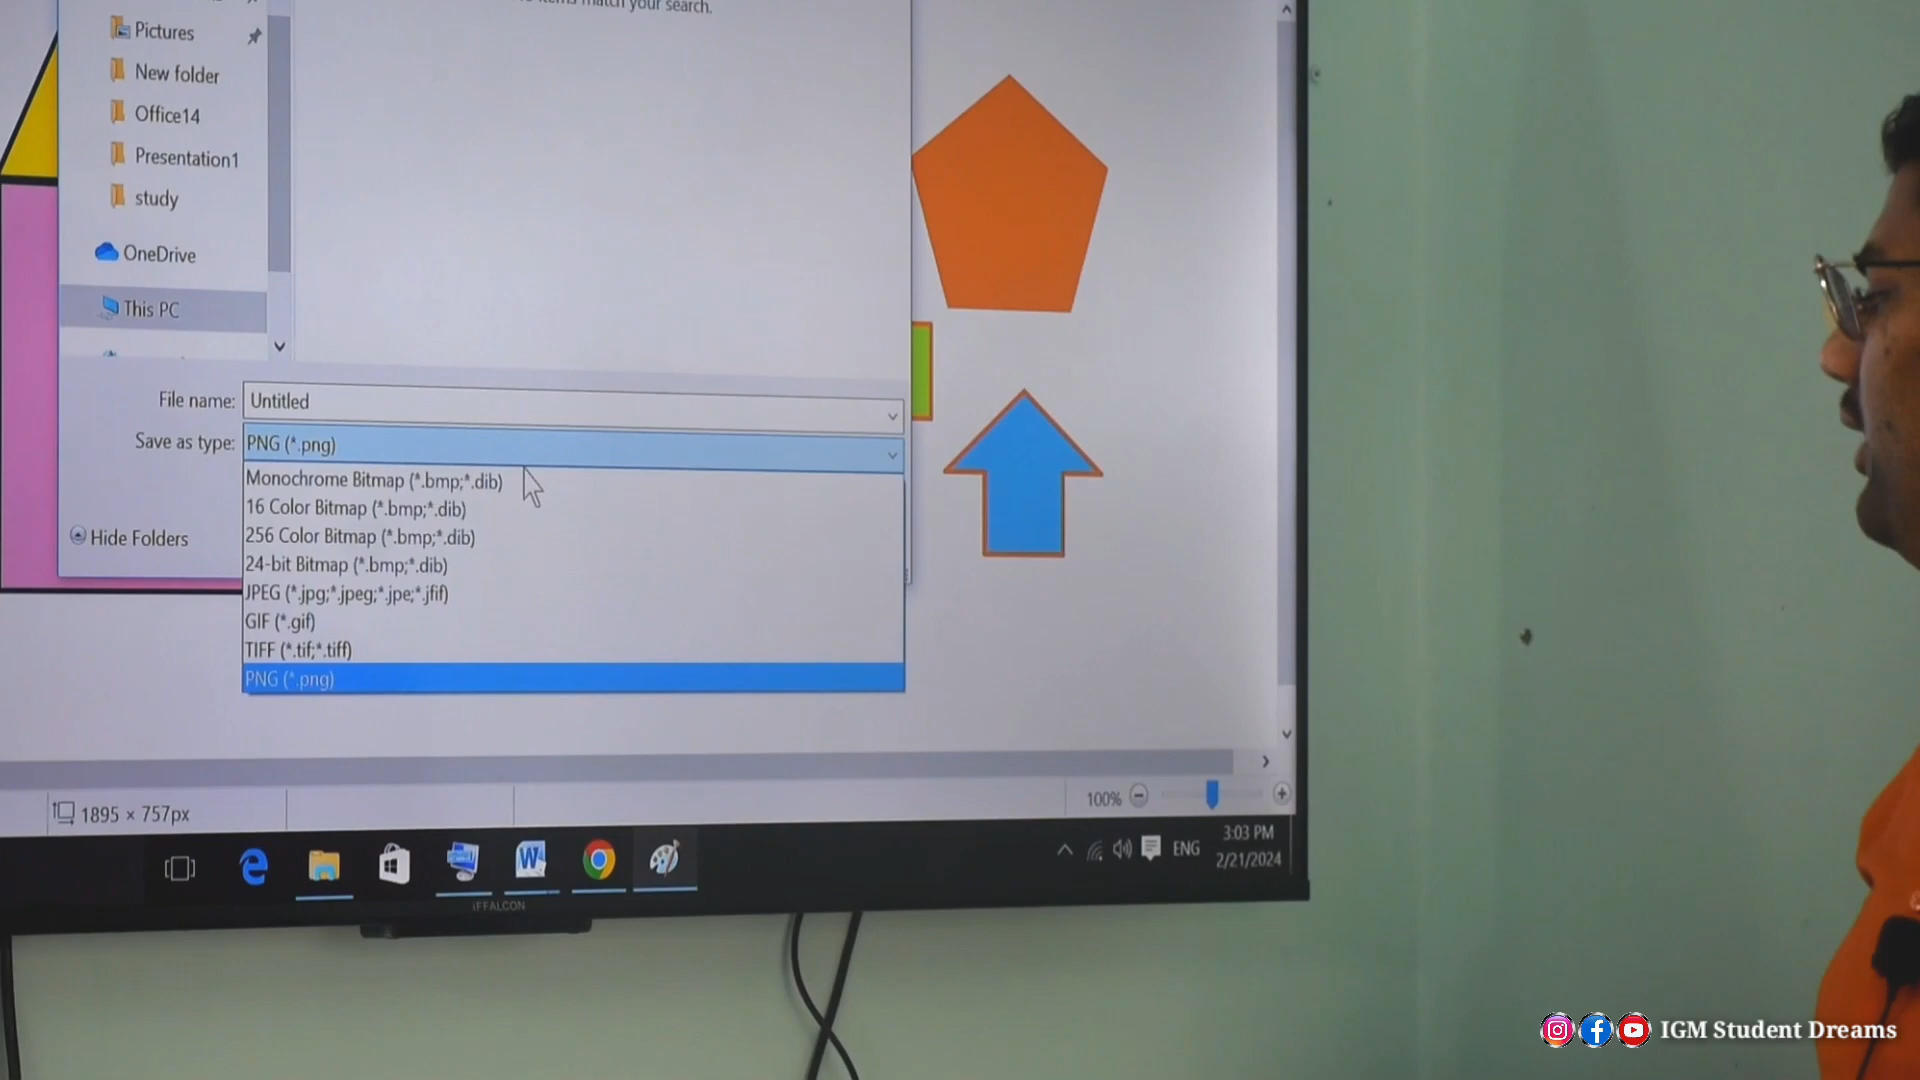 items match your search.
Pictures
New folder
Office14
Presentation1
study
OneDrive
This PC
File name: Untitled
Save as type: PNG (*.png)
Monochrome Bitmap (*.bmp;*.dib)
16 Color Bitmap (*.bmp;*.dib)
256 Color Bitmap (*.bmp;*.dib)
24-bit Bitmap (*.bmp;*.dib)
JPEG (*.jpg;*.jpeg;*.jpe;*.jfif)
GIF (*.gif)
TIFF (*.tif;*.tiff)
PNG (*.png)
Hide Folders
1895 × 757px
100%
ENG
3:03 PM
2/21/2024
iFFALCON
IGM Student Dreams